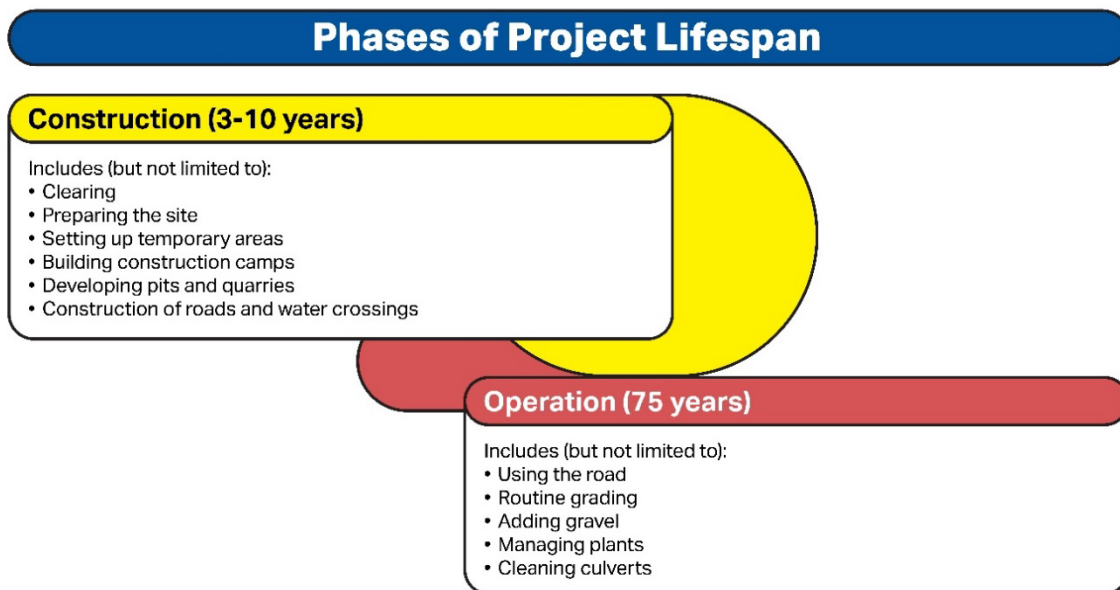 Phases of Project Lifespan
Construction (3-10 years)
Includes (but not limited to):
• Clearing
• Preparing the site
• Setting up temporary areas
• Building construction camps
• Developing pits and quarries
• Construction of roads and water crossings
Operation (75 years)
Includes (but not limited to):
• Using the road
• Routine grading
• Adding gravel
• Managing plants
• Cleaning culverts